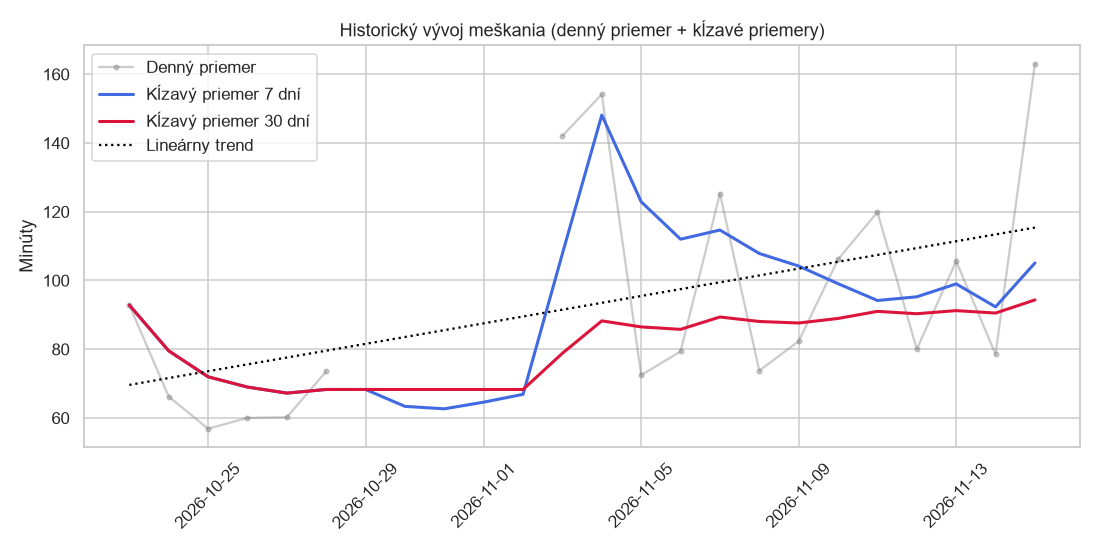 Historický vývoj meškania (denný priemer + kĺzavé priemery)
Denný priemer
Kĺzavý priemer 7 dní
Kĺzavý priemer 30 dní
Lineárny trend
Minúty
160
140
120
100
80
60
2026-10-25
2026-10-29
2026-11-01
2026-11-05
2026-11-09
2026-11-13